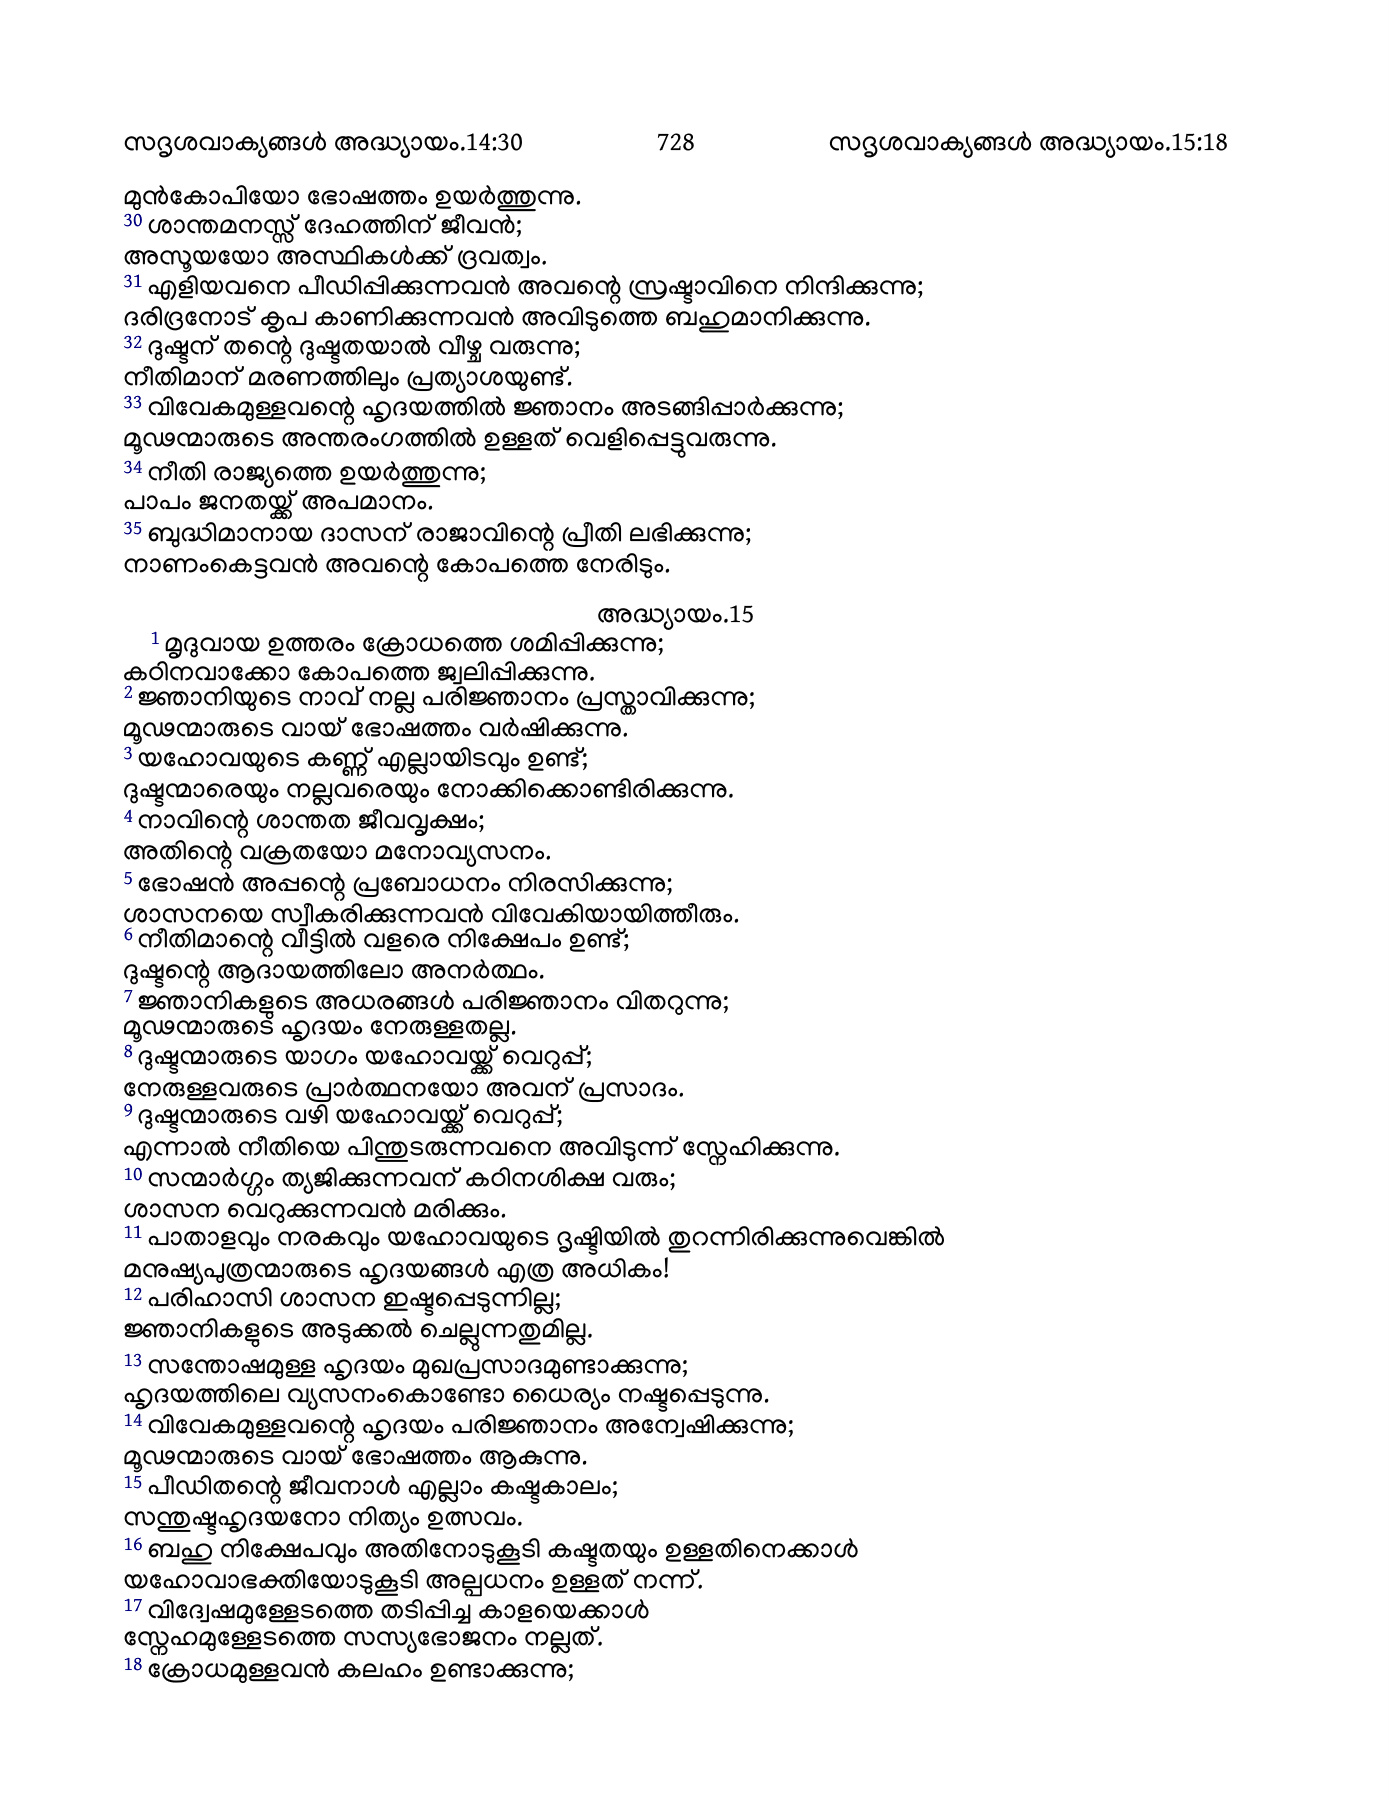 സദൃശവാക്യങ്ങൾ അദ്ധ്യായം.14:30 728 സദൃശവാക്യങ്ങൾ അദ്ധ്യായം.15:18
മുൻകോപിയോ ഭോഷത്തം ഉയർത്തുന്നു.
30 ശാന്തമനസ്സ് ദേഹത്തിന് ജീവൻ;
അസൂയയോ അസ്ഥികൾക്ക് ദ്രവത്വം.
31 എളിയവനെ പീഡിപ്പിക്കുന്നവൻ അവന്റെ സ്രഷ്ടാവിനെ നിന്ദിക്കുന്നു;
ദരിദ്രനോട് കൃപ കാണിക്കുന്നവൻ അവിടുത്തെ ബഹുമാനിക്കുന്നു.
32 ദുഷ്ടന് തന്റെ ദുഷ്ടതയാൽ വീഴ്ച വരുന്നു;
നീതിമാന് മരണത്തിലും പ്രത്യാശയുണ്ട്.
33 വിവേകമുള്ളവന്റെ ഹൃദയത്തിൽ ജ്ഞാനം അടങ്ങിപ്പാർക്കുന്നു;
മൂഢന്മാരുടെ അന്തരംഗത്തിൽ ഉള്ളത് വെളിപ്പെട്ടുവരുന്നു.
34 നീതി രാജ്യത്തെ ഉയർത്തുന്നു;
പാപം ജനതയ്ക്ക് അപമാനം.
35 ബുദ്ധിമാനായ ദാസന് രാജാവിന്റെ പ്രീതി ലഭിക്കുന്നു;
നാണംകെട്ടവൻ അവന്റെ കോപത്തെ നേരിടും.
അദ്ധ്യായം.15
1 മൃദുവായ ഉത്തരം ക്രോധത്തെ ശമിപ്പിക്കുന്നു;
കഠിനവാക്കോ കോപത്തെ ജ്വലിപ്പിക്കുന്നു.
2 ജ്ഞാനിയുടെ നാവ് നല്ല പരിജ്ഞാനം പ്രസ്താവിക്കുന്നു;
മൂഢന്മാരുടെ വായ് ഭോഷത്തം വർഷിക്കുന്നു.
3 യഹോവയുടെ കണ്ണ് എല്ലായിടവും ഉണ്ട്;
ദുഷ്ടന്മാരെയും നല്ലവരെയും നോക്കിക്കൊണ്ടിരിക്കുന്നു.
4 നാവിന്റെ ശാന്തത ജീവവൃക്ഷം;
അതിന്റെ വക്രതയോ മനോവ്യസനം.
5 ഭോഷൻ അപ്പന്റെ പ്രബോധനം നിരസിക്കുന്നു;
ശാസനയെ സ്വീകരിക്കുന്നവൻ വിവേകിയായിത്തീരും.
6 നീതിമാന്റെ വീട്ടിൽ വളരെ നിക്ഷേപം ഉണ്ട്;
ദുഷ്ടന്റെ ആദായത്തിലോ അനർത്ഥം.
7 ജ്ഞാനികളുടെ അധരങ്ങൾ പരിജ്ഞാനം വിതറുന്നു;
മൂഢന്മാരുടെ ഹൃദയം നേരുള്ളതല്ല.
8 ദുഷ്ടന്മാരുടെ യാഗം യഹോവയ്ക്ക് വെറുപ്പ്;
നേരുള്ളവരുടെ പ്രാർത്ഥനയോ അവന് പ്രസാദം.
9 ദുഷ്ടന്മാരുടെ വഴി യഹോവയ്ക്ക് വെറുപ്പ്;
എന്നാൽ നീതിയെ പിന്തുടരുന്നവനെ അവിടുന്ന് സ്നേഹിക്കുന്നു.
10 സന്മാർഗ്ഗം ത്യജിക്കുന്നവന് കഠിനശിക്ഷ വരും;
ശാസന വെറുക്കുന്നവൻ മരിക്കും.
11 പാതാളവും നരകവും യഹോവയുടെ ദൃഷ്ടിയിൽ തുറന്നിരിക്കുന്നുവെങ്കിൽ
മനുഷ്യപുത്രന്മാരുടെ ഹൃദയങ്ങൾ എത്ര അധികം!
12 പരിഹാസി ശാസന ഇഷ്ടപ്പെടുന്നില്ല;
ജ്ഞാനികളുടെ അടുക്കൽ ചെല്ലുന്നതുമില്ല.
13 സന്തോഷമുള്ള ഹൃദയം മുഖപ്രസാദമുണ്ടാക്കുന്നു;
ഹൃദയത്തിലെ വ്യസനംകൊണ്ടോ ധൈര്യം നഷ്ടപ്പെടുന്നു.
14 വിവേകമുള്ളവന്റെ ഹൃദയം പരിജ്ഞാനം അന്വേഷിക്കുന്നു;
മൂഢന്മാരുടെ വായ് ഭോഷത്തം ആകുന്നു.
15 പീഡിതന്റെ ജീവനാൾ എല്ലാം കഷ്ടകാലം;
സന്തുഷ്ടഹൃദയനോ നിത്യം ഉത്സവം.
16 ബഹു നിക്ഷേപവും അതിനോടുകൂടി കഷ്ടതയും ഉള്ളതിനെക്കാൾ
യഹോവാഭക്തിയോടുകൂടി അല്പധനം ഉള്ളത് നന്ന്.
17 വിദ്വേഷമുള്ളേടത്തെ തടിപ്പിച്ച കാളയെക്കാൾ
സ്നേഹമുള്ളേടത്തെ സസ്യഭോജനം നല്ലത്.
18 ക്രോധമുള്ളവൻ കലഹം ഉണ്ടാക്കുന്നു;